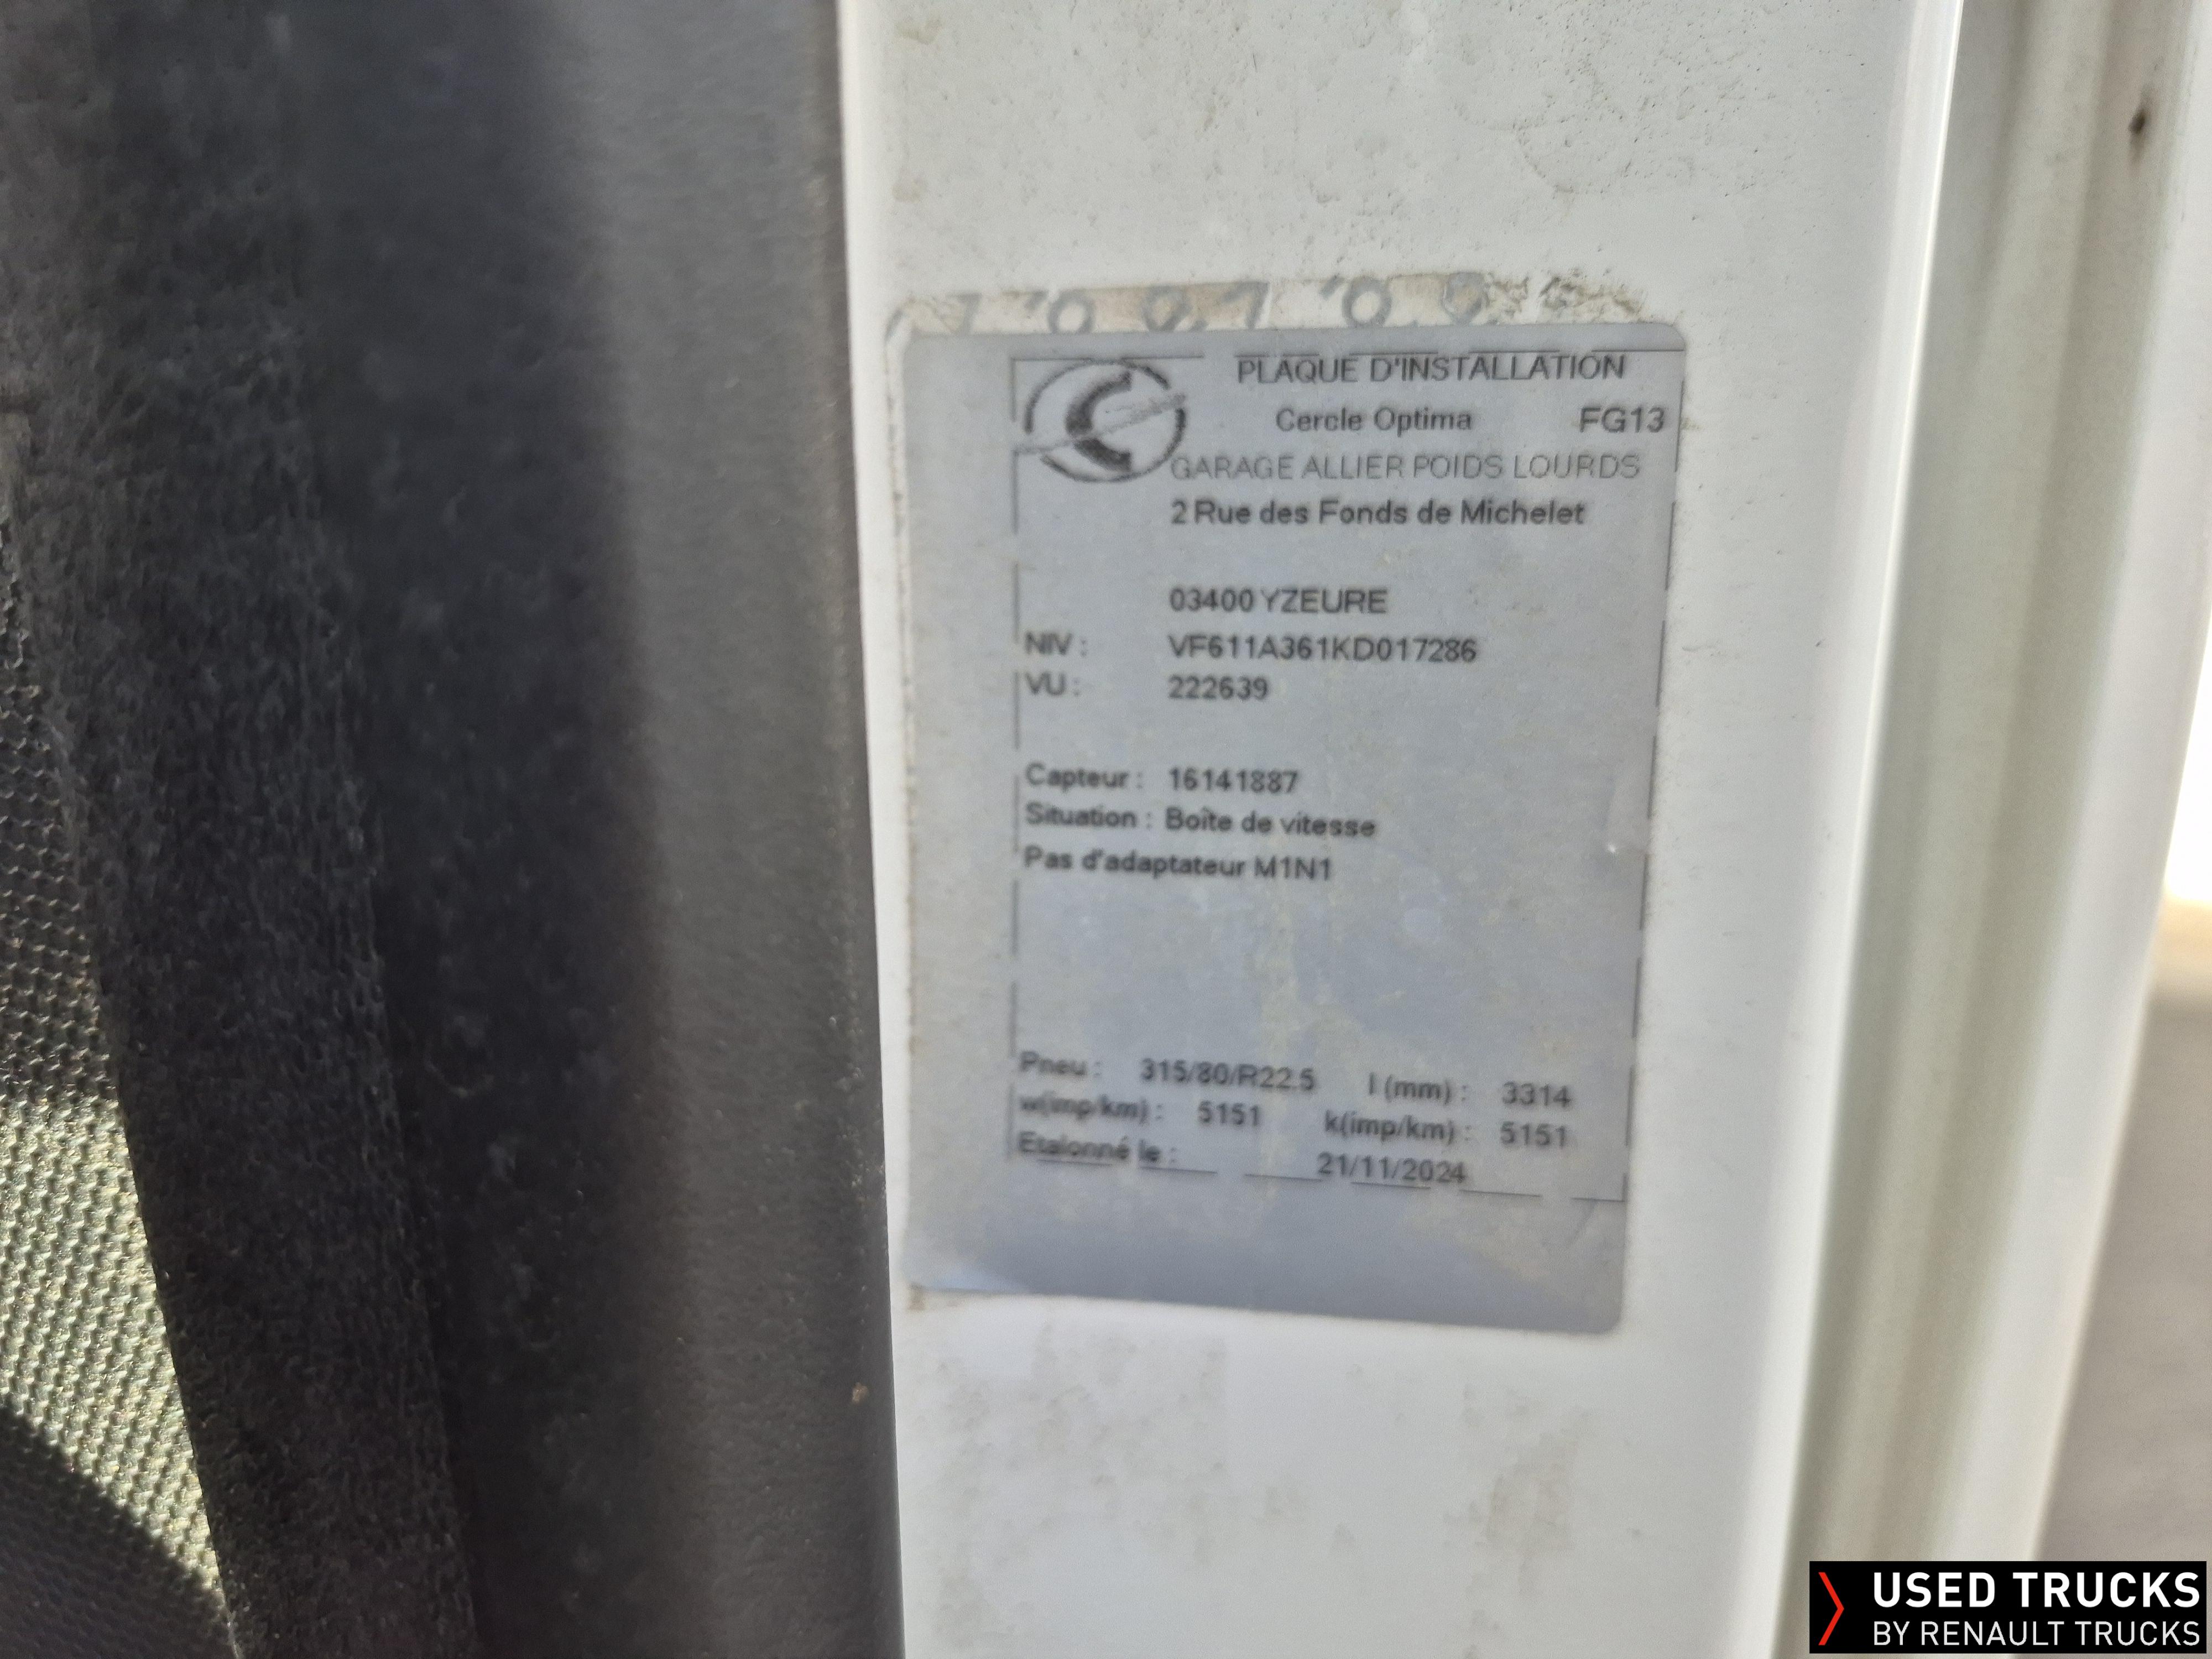 PLAQUE D'INSTALLATION
Cercle Optima FG13
GARAGE ALLIER POIDS LOURDS
2 Rue des Fonds de Michelet
03400 YZEURE
NIV : VF611A361KD017286
VU : 222639
Capteur : 16141887
Situation : Boîte de vitesse
Pas d'adaptateur M1N1
Pneu : 315/80/R22.5 l (mm) : 3314
w(imp/km) : 5151 k(imp/km) : 5151
Etalonné le : 21/11/2024
USED TRUCKS
BY RENAULT TRUCKS